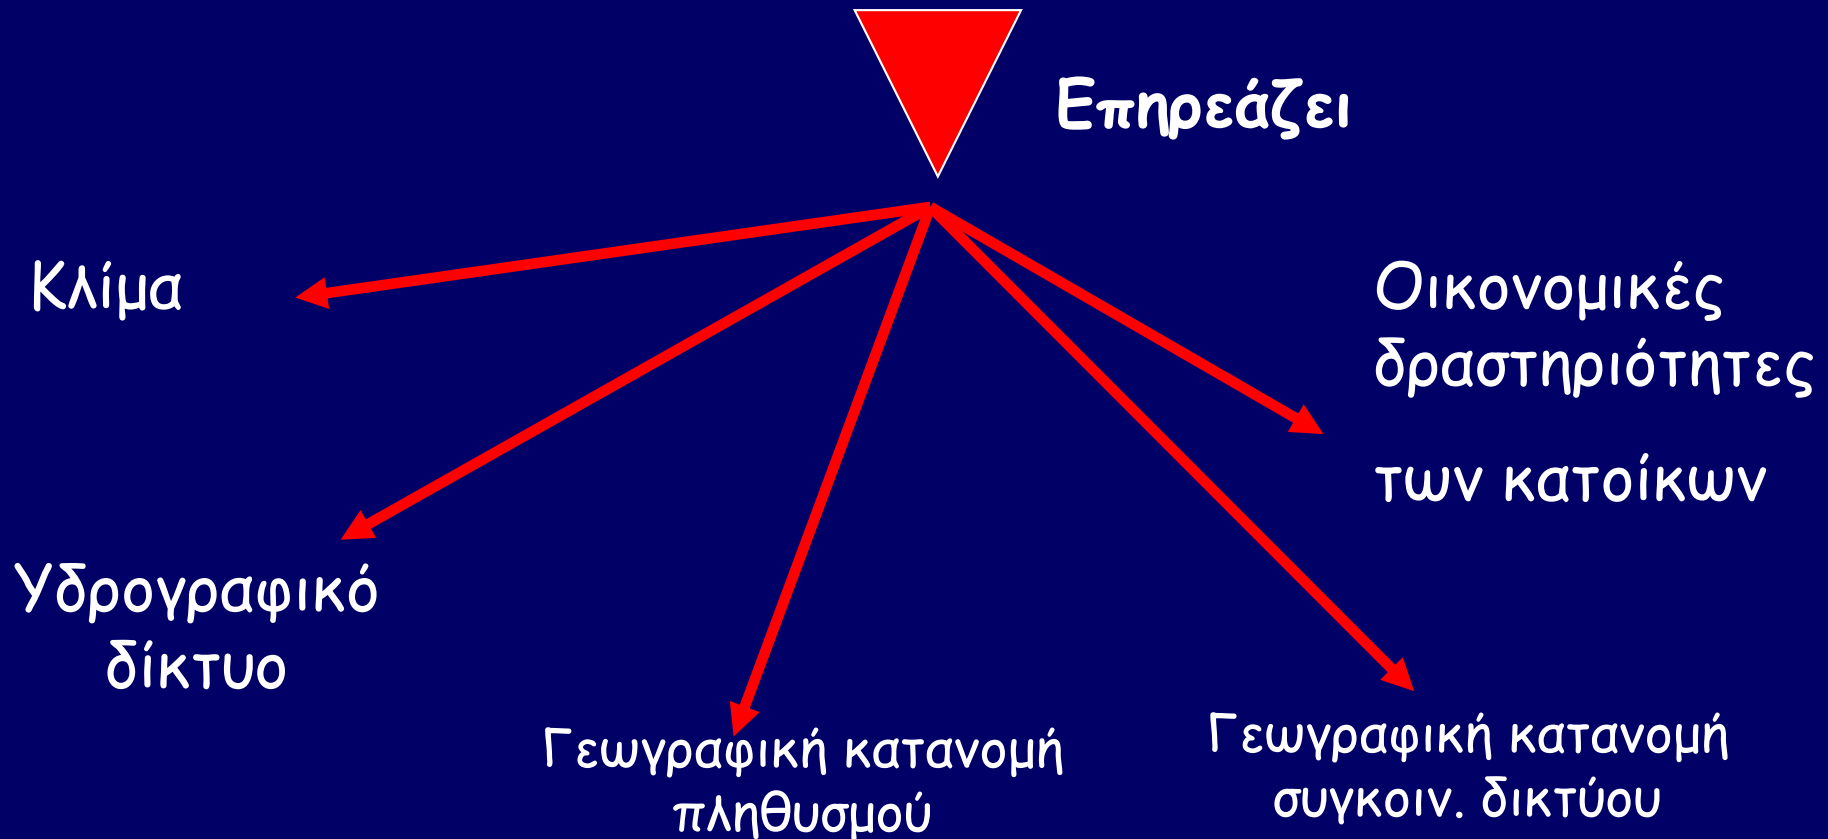 Επηρεάζει
Κλίμα
Οικονομικές
δραστηριότητες
των κατοίκων
Υδρογραφικό
δίκτυο
Γεωγραφική κατανομή
πληθυσμού
Γεωγραφική κατανομή
συγκοιν. δικτύου